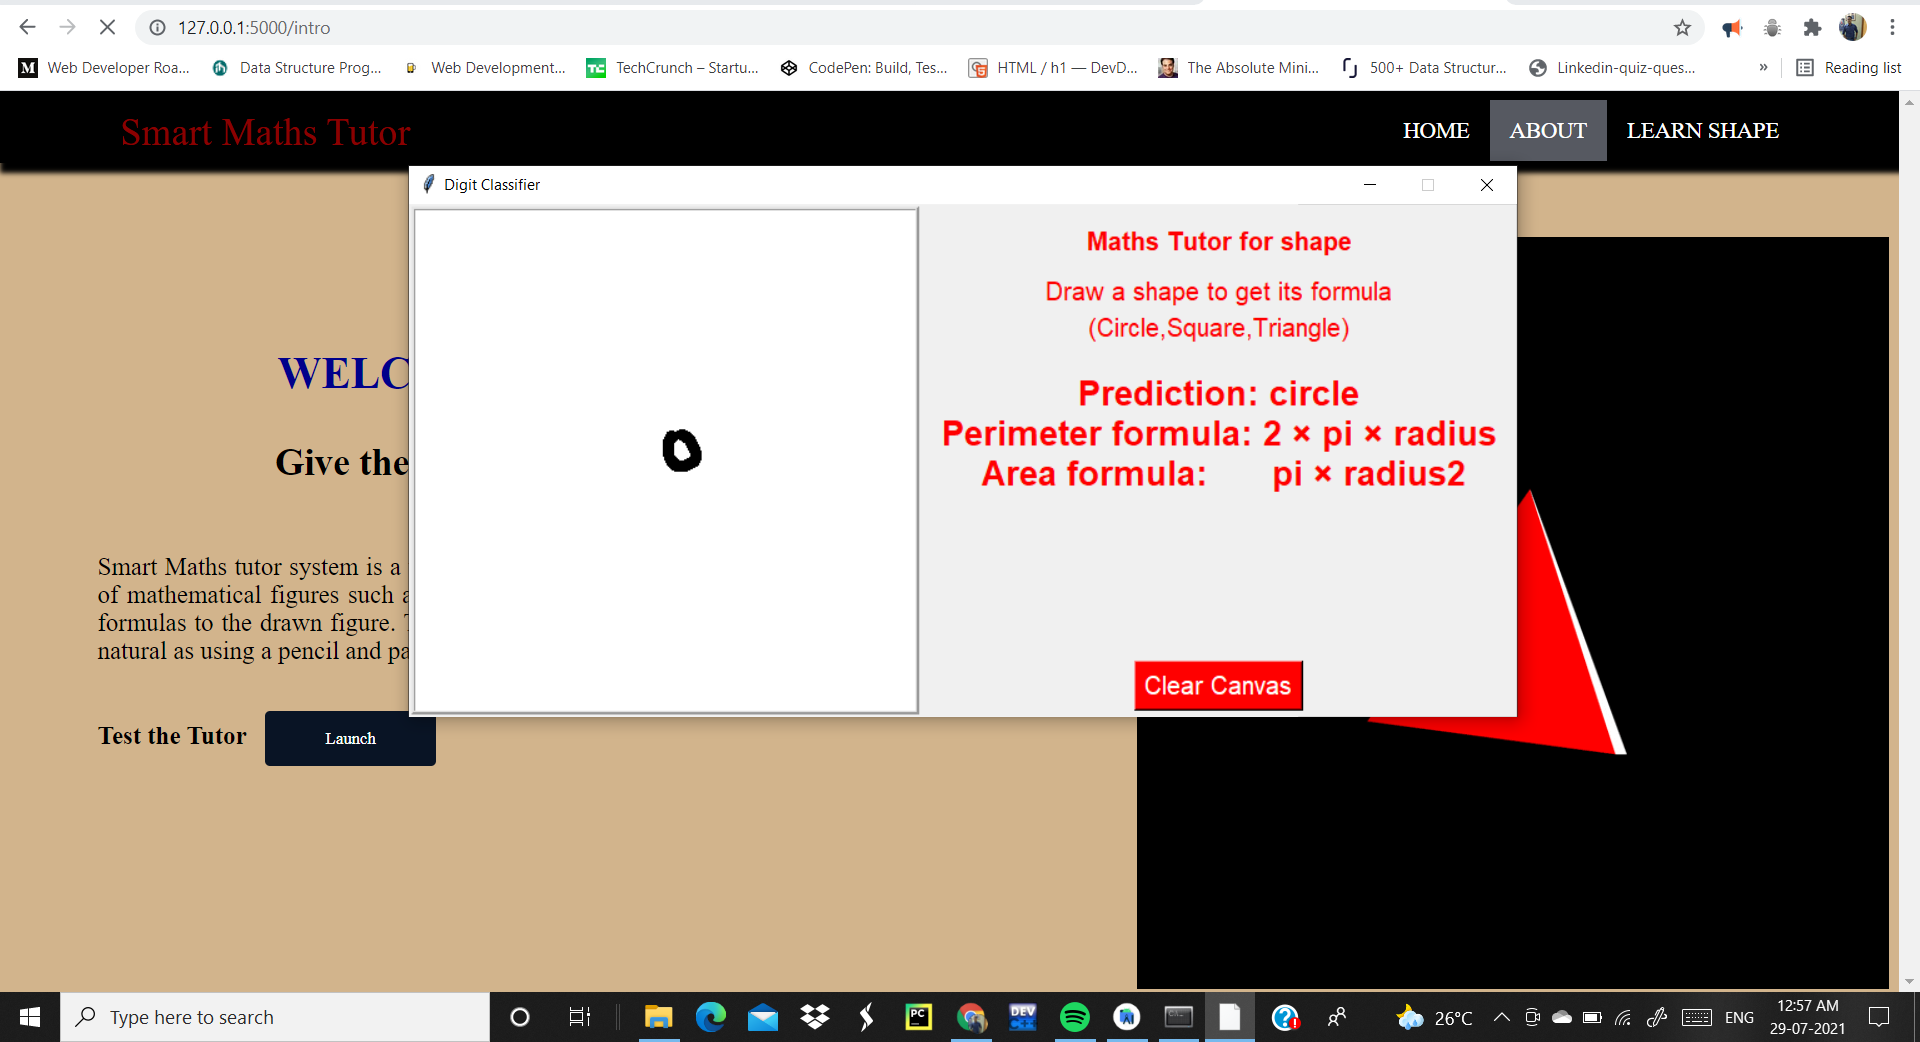 127.0.0.1:5000/intro
Web Developer Roa...
Data Structure Prog...
Web Development...
TechCrunch – Startu...
CodePen: Build, Tes...
HTML / h1 — DevD...
The Absolute Mini...
500+ Data Structur...
Linkedin-quiz-ques...
»
Reading list
Smart Maths Tutor
HOME
ABOUT
LEARN SHAPE
Digit Classifier
Maths Tutor for shape
Draw a shape to get its formula
(Circle,Square,Triangle)
Prediction: circle
Perimeter formula: 2 × pi × radius
Area formula: pi × radius2
Clear Canvas
WELC
Give the
Smart Maths tutor system is a
of mathematical figures such a
formulas to the drawn figure. T
natural as using a pencil and pa
Test the Tutor
Launch
Type here to search
PC
DEV
C++
26°C
ENG
12:57 AM
29-07-2021